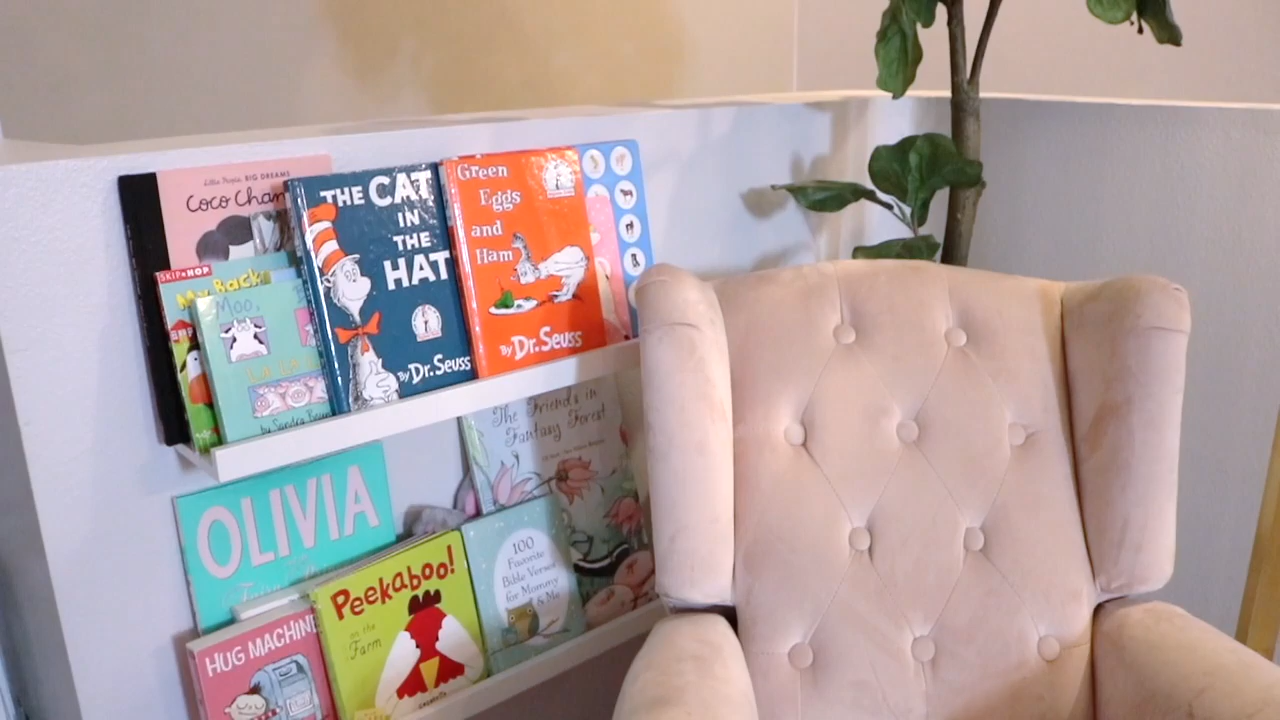 Little People, BIG DREAMS
Coco Chan
SKIP HOP
My Back
Moo,
by Sandra Boyn
THE CAT
IN
THE
HAT
By Dr. Seuss
Green
Eggs
and
Ham
By Dr. Seuss
OLIVIA
HUG MACHINE
Peekaboo!
on the
Farm
The Friends in
Fantasy Forest
100
Favorite
Bible Verses
for Mommy
& Me